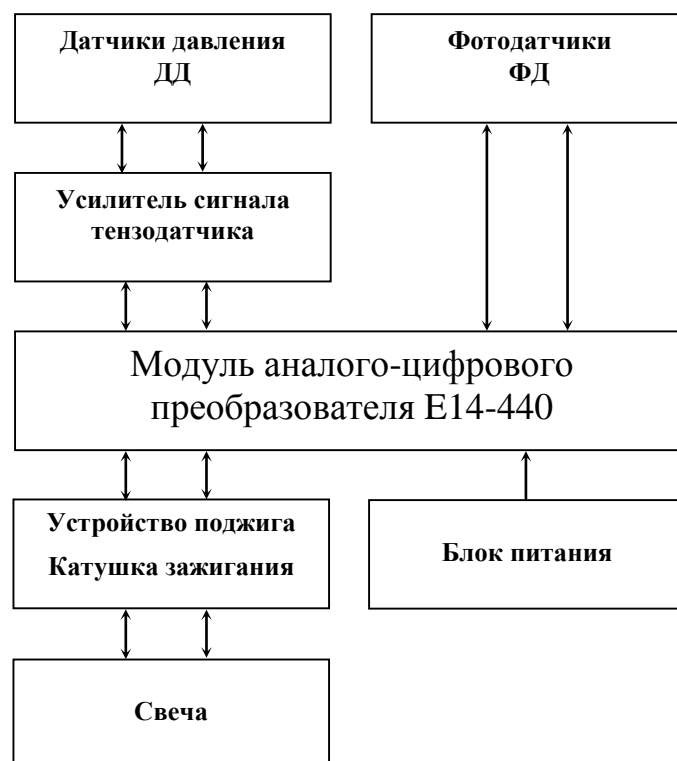 Датчики давления
ДД
Фотодатчики
ФД
Усилитель сигнала
тензодатчика
Модуль аналого-цифрового
преобразователя Е14-440
Устройство поджига
Катушка зажигания
Блок питания
Свеча